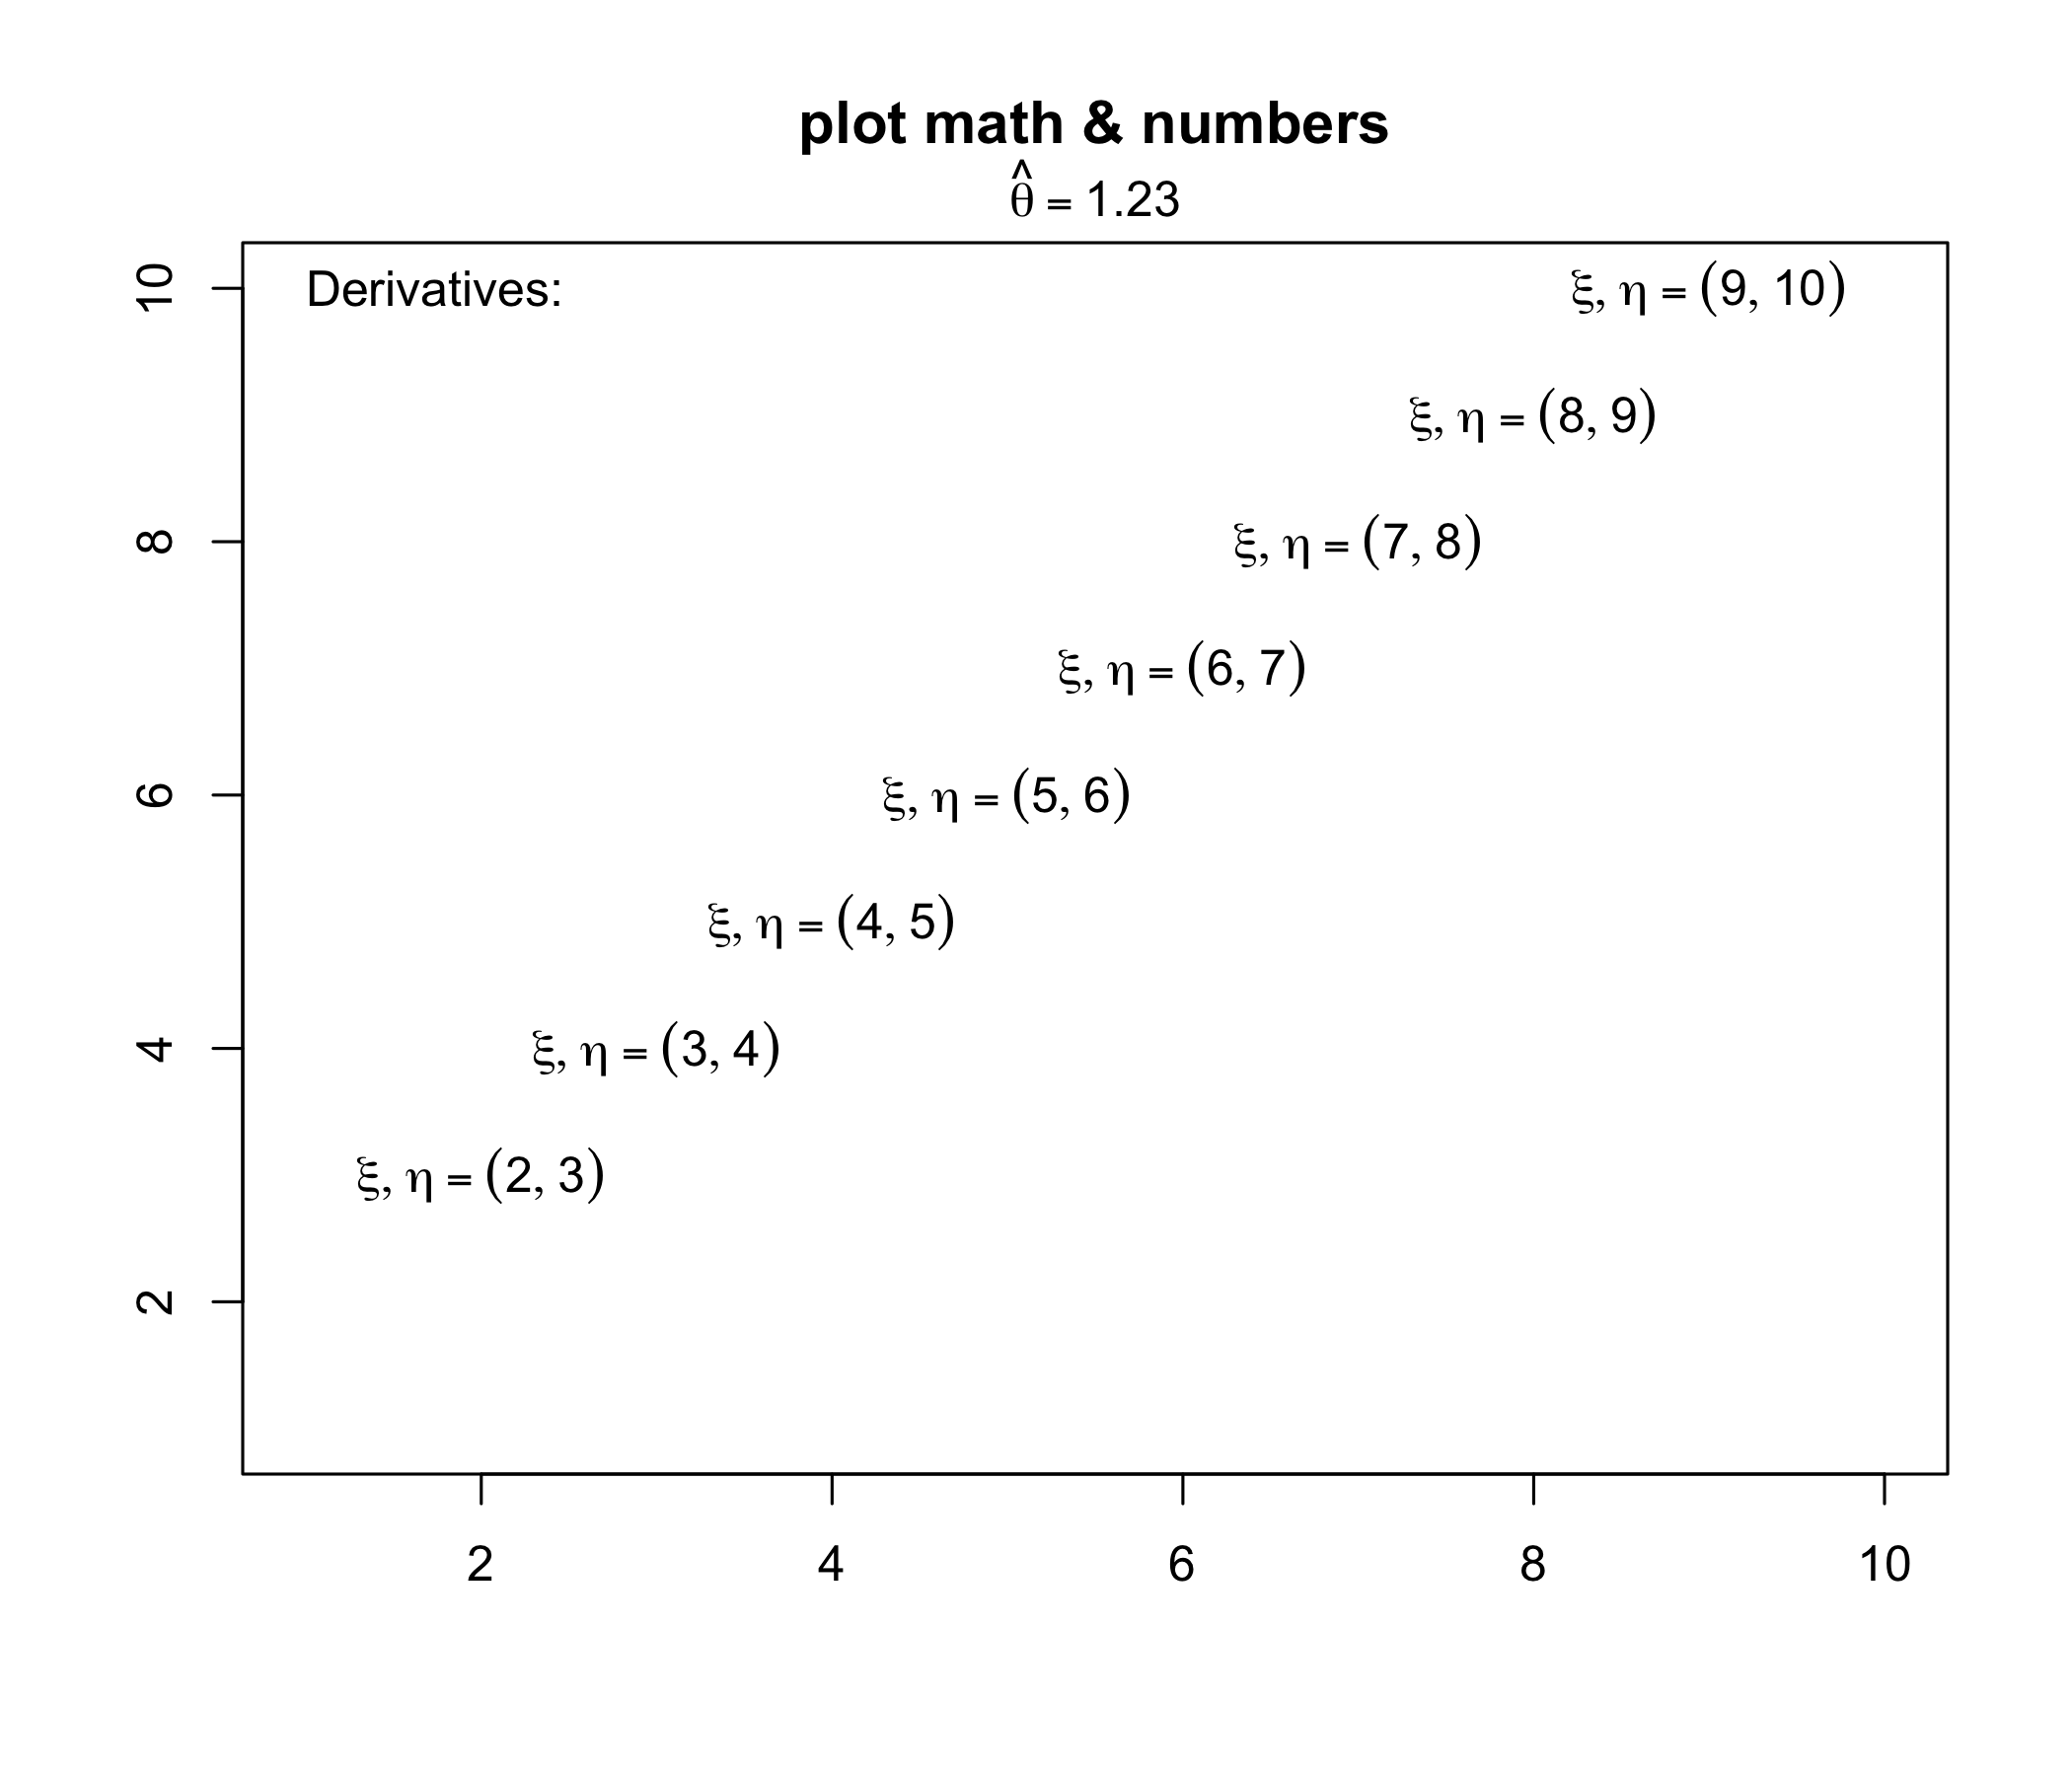 plot math & numbers
θ̂ = 1.23
10 Derivatives: ξ, η = (9, 10)
ξ, η = (8, 9)
8 ξ, η = (7, 8)
ξ, η = (6, 7)
6 ξ, η = (5, 6)
ξ, η = (4, 5)
4 ξ, η = (3, 4)
ξ, η = (2, 3)
2
2 4 6 8 10